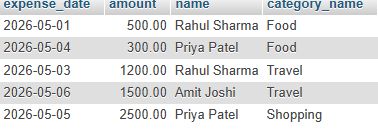 expense_date amount name category_name
2026-05-01 500.00 Rahul Sharma Food
2026-05-04 300.00 Priya Patel Food
2026-05-03 1200.00 Rahul Sharma Travel
2026-05-06 1500.00 Amit Joshi Travel
2026-05-05 2500.00 Priya Patel Shopping